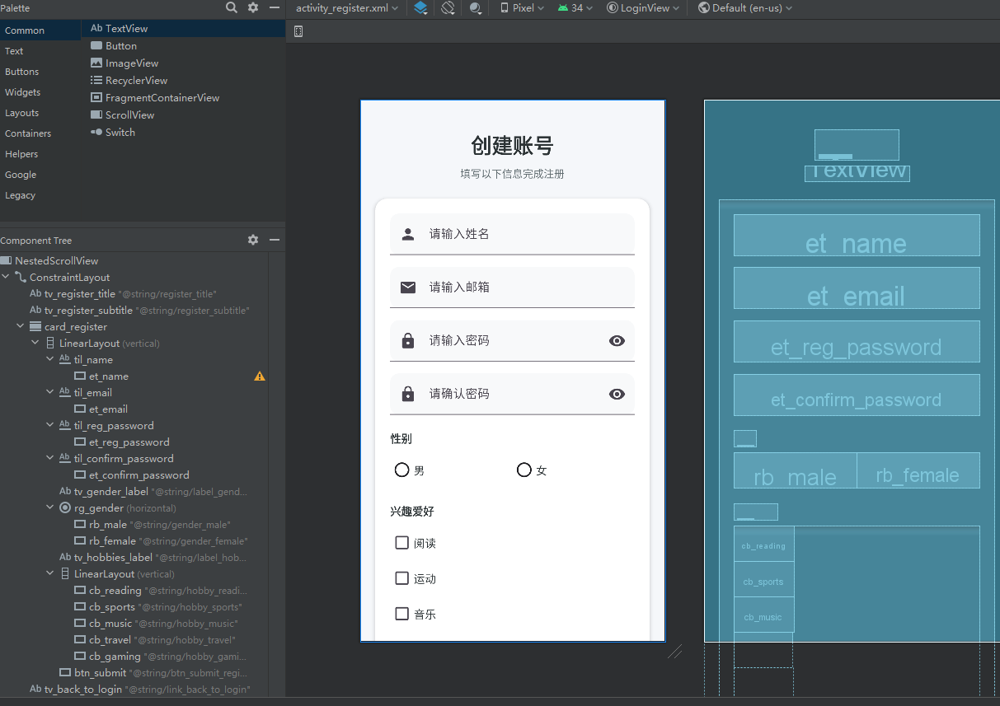 Palette
activity_register.xml
Pixel
34
LoginView
Default (en-us)
Common
Text
Buttons
Widgets
Layouts
Containers
Helpers
Google
Legacy
Ab TextView
Button
ImageView
RecyclerView
FragmentContainerView
ScrollView
Switch
Component Tree
NestedScrollView
ConstraintLayout
Ab tv_register_title "@string/register_title"
Ab tv_register_subtitle "@string/register_subtitle"
card_register
LinearLayout (vertical)
Ab til_name
et_name
Ab til_email
et_email
Ab til_reg_password
et_reg_password
Ab til_confirm_password
et_confirm_password
Ab tv_gender_label "@string/label_gend...
rg_gender (horizontal)
rb_male "@string/gender_male"
rb_female "@string/gender_female"
Ab tv_hobbies_label "@string/label_hob...
LinearLayout (vertical)
cb_reading "@string/hobby_readi...
cb_sports "@string/hobby_sports"
cb_music "@string/hobby_music"
cb_travel "@string/hobby_travel"
cb_gaming "@string/hobby_gami...
btn_submit "@string/btn_submit_regi...
Ab tv_back_to_login "@string/link_back_to_login"
创建账号
填写以下信息完成注册
请输入姓名
请输入邮箱
请输入密码
请确认密码
性别
男
女
兴趣爱好
阅读
运动
音乐
TextView
et_name
et_email
et_reg_password
et_confirm_password
rb_male
rb_female
cb_reading
cb_sports
cb_music